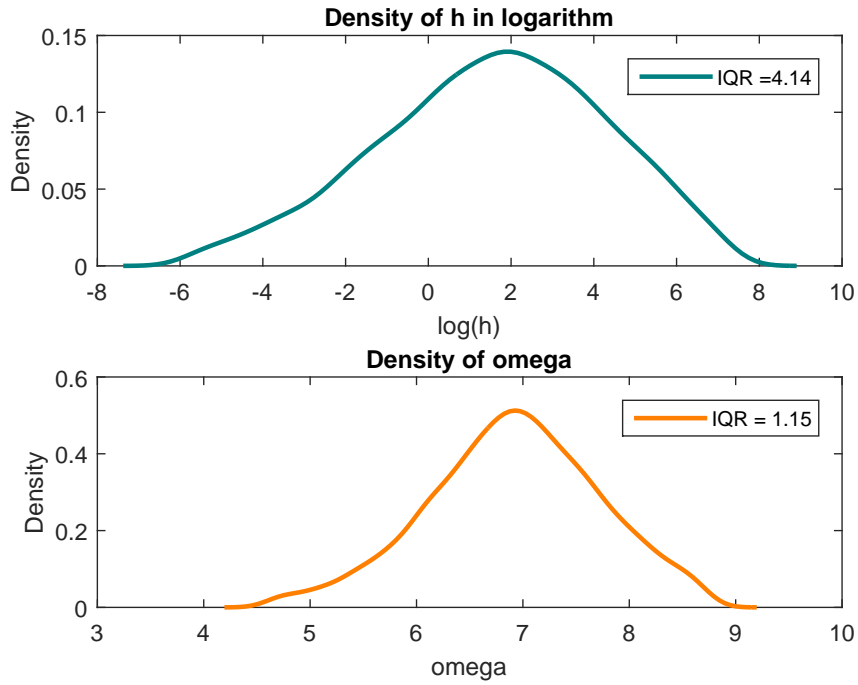 Density of h in logarithm
0.15
0.1
0.05
0
Density
IQR =4.14
-8 -6 -4 -2 0 2 4 6 8 10
log(h)
Density of omega
0.6
0.4
0.2
0
Density
IQR = 1.15
3 4 5 6 7 8 9 10
omega